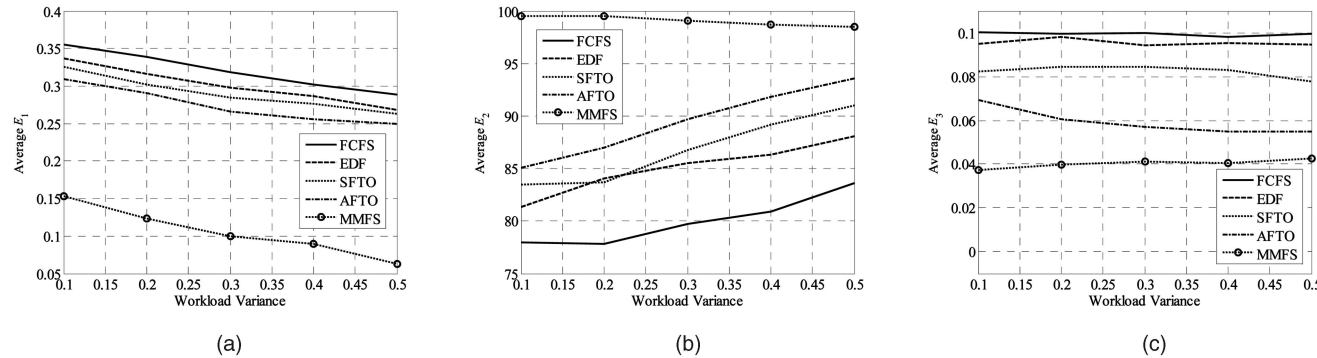 0.4
0.35
0.3
0.25
0.2
0.15
0.1
0.05
Average E1
FCFS
EDF
SFTO
AFTO
MMFS
0.1 0.15 0.2 0.25 0.3 0.35 0.4 0.45 0.5
Workload Variance
(a)
100
95
90
85
80
75
Average E2
FCFS
EDF
SFTO
AFTO
MMFS
0.1 0.15 0.2 0.25 0.3 0.35 0.4 0.45 0.5
Workload Variance
(b)
0.1
0.08
0.06
0.04
0.02
0
Average E3
FCFS
EDF
SFTO
AFTO
MMFS
0.1 0.15 0.2 0.25 0.3 0.35 0.4 0.45 0.5
Workload Variance
(c)